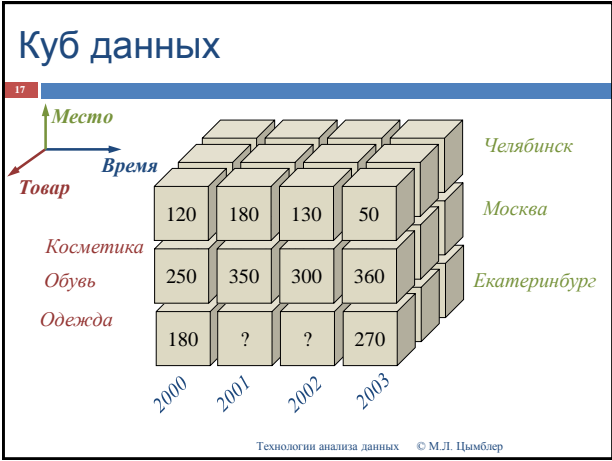 Куб данных
17
Место
Время
Товар
Челябинск
Москва
Екатеринбург
Косметика
Обувь
Одежда
120 180 130 50
250 350 300 360
180 ? ? 270
2000 2001 2002 2003
Технологии анализа данных © М.Л. Цымблер